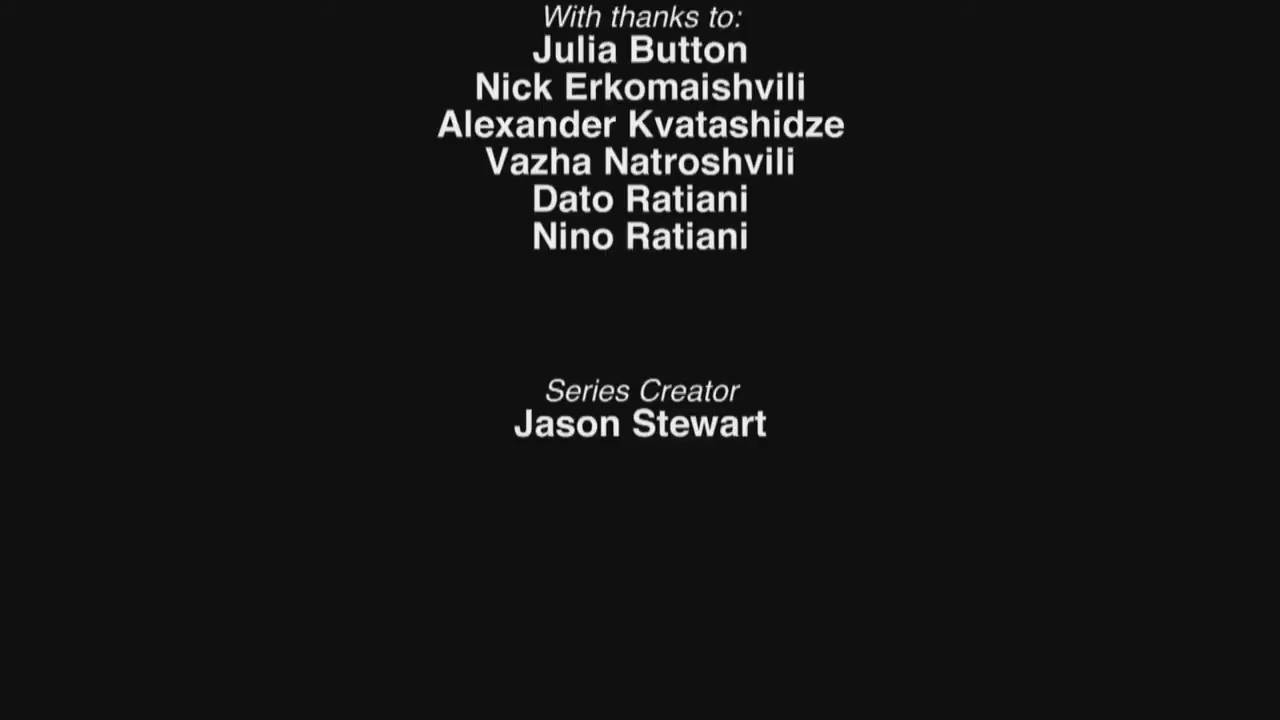 With thanks to:
Julia Button
Nick Erkomaishvili
Alexander Kvatashidze
Vazha Natroshvili
Dato Ratiani
Nino Ratiani
Series Creator
Jason Stewart